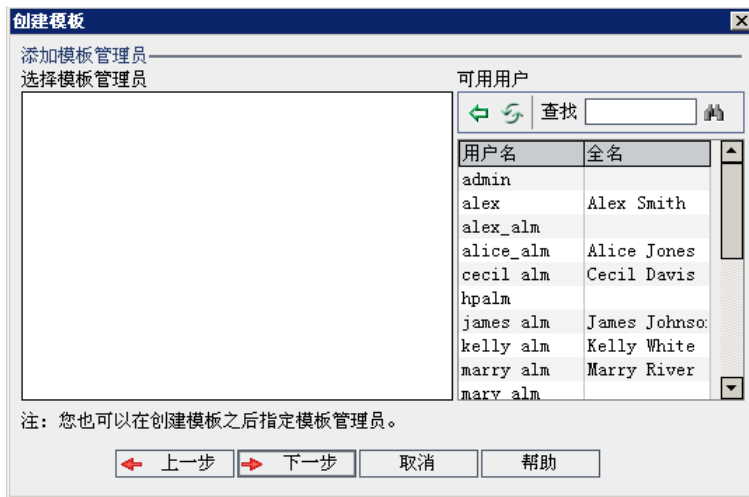 创建模板
添加模板管理员
选择模板管理员
可用用户
查找
用户名 全名
admin
alex Alex Smith
alex_alm
alice_alm Alice Jones
cecil alm Cecil Davis
hpalm
james alm James Johnso
kelly alm Kelly White
marry alm Marry River
mary alm
注: 您也可以在创建模板之后指定模板管理员。
上一步 下一步 取消 帮助